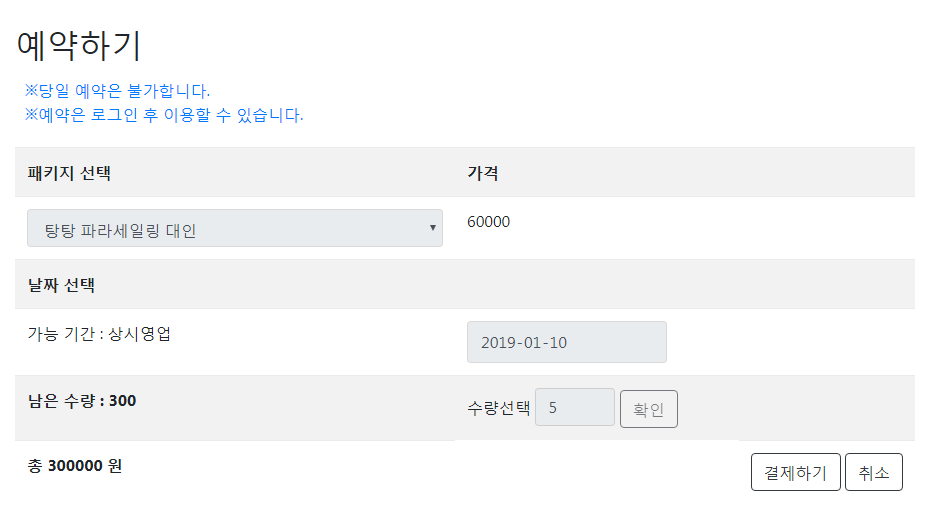 예약하기
※당일 예약은 불가합니다.
※예약은 로그인 후 이용할 수 있습니다.
패키지 선택 가격
탕탕 파라세일링 대인 60000
날짜 선택
가능 기간 : 상시영업 2019-01-10
남은 수량 : 300 수량선택 5 확인
총 300000 원 결제하기 취소